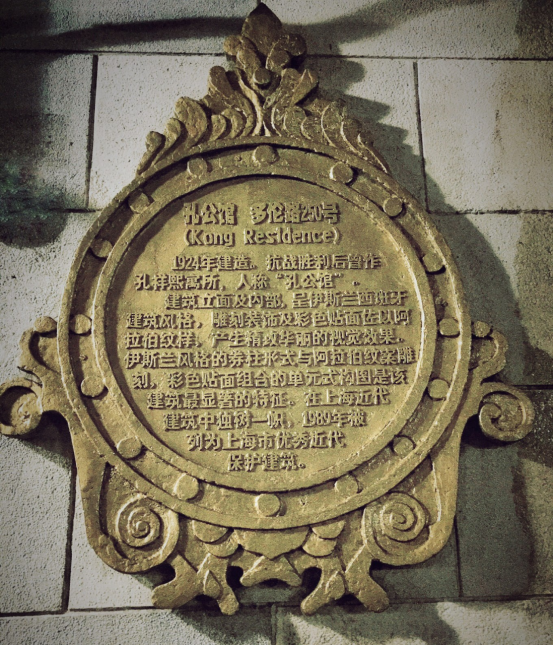 孔公馆 多伦路250号
(Kong Residence)
1924年建造。抗战胜利后曾作
孔祥熙寓所，人称“孔公馆”。
建筑立面及内部，呈伊斯兰西班牙
建筑风格，雕刻装饰及彩色贴面佐以阿
拉伯纹样，产生精致华丽的视觉效果。
伊斯兰风格的券柱形式与阿拉伯纹案雕
刻、彩色贴面组合的单元式构图是该
建筑最显著的特征。在上海近代
建筑中独树一帜，1989年被
列为上海市优秀近代
保护建筑。